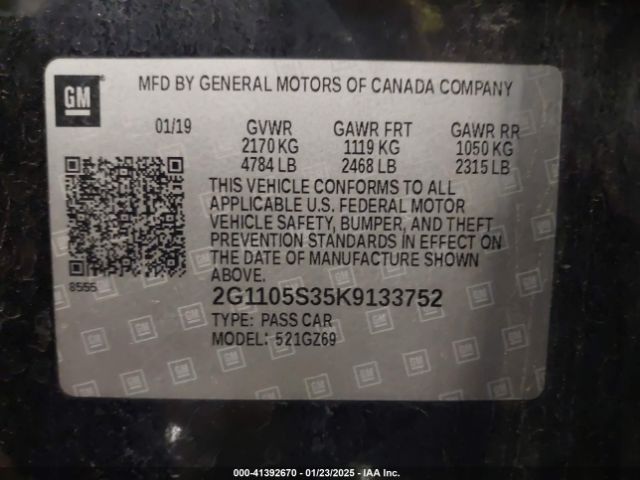 GM
MFD BY GENERAL MOTORS OF CANADA COMPANY
01/19 GVWR GAWR FRT GAWR RR
2170 KG 1119 KG 1050 KG
4784 LB 2468 LB 2315 LB
THIS VEHICLE CONFORMS TO ALL
APPLICABLE U.S. FEDERAL MOTOR
VEHICLE SAFETY, BUMPER, AND THEFT
PREVENTION STANDARDS IN EFFECT ON
THE DATE OF MANUFACTURE SHOWN
ABOVE.
8555
2G1105S35K9133752
TYPE: PASS CAR
MODEL: 521GZ69
000-41392670 - 01/23/2025 - IAA Inc.